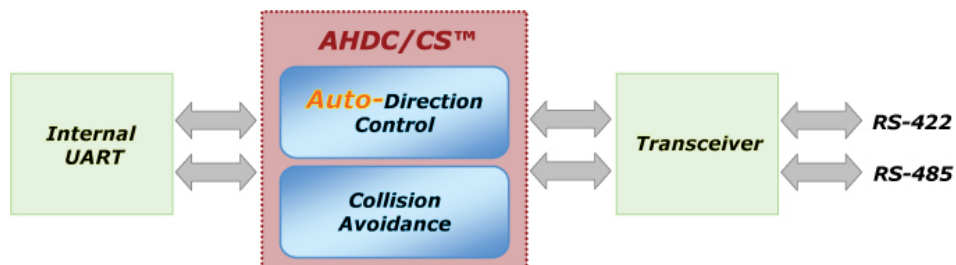 AHDC/CS™
Internal
UART
Auto-Direction
Control
Collision
Avoidance
Transceiver
RS-422
RS-485